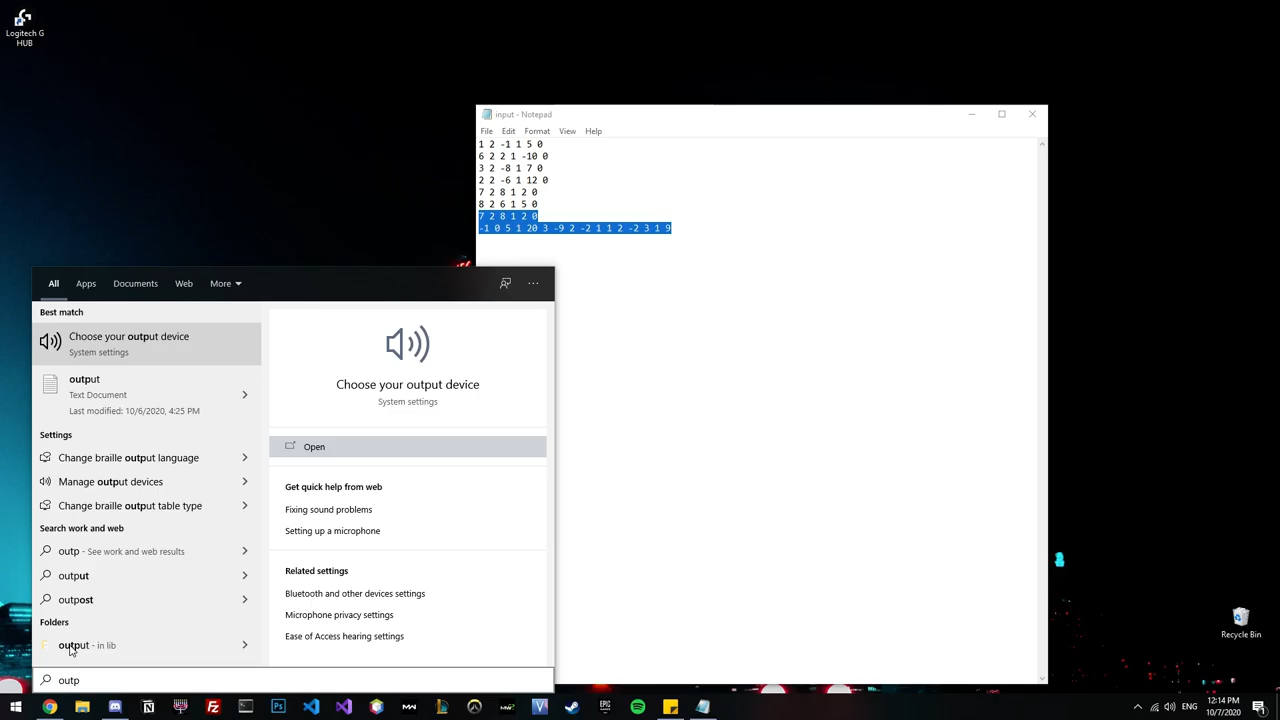 Logitech G
HUB
input - Notepad
File Edit Format View Help
1 2 -1 1 5 0
6 2 2 1 -10 0
3 2 -8 1 7 0
2 2 -6 1 12 0
7 2 8 1 2 0
8 2 6 1 5 0
7 2 8 1 2 0
-1 0 5 1 20 3 -9 2 -2 1 1 2 -2 3 1 9
All Apps Documents Web More
Best match
Choose your output device
System settings
output
Text Document
Last modified: 10/6/2020, 4:25 PM
Settings
Change braille output language
Manage output devices
Change braille output table type
Search work and web
outp - See work and web results
output
outpost
Folders
output - in lib
outp
Choose your output device
System settings
Open
Get quick help from web
Fixing sound problems
Setting up a microphone
Related settings
Bluetooth and other devices settings
Microphone privacy settings
Ease of Access hearing settings
Recycle Bin
ENG
12:14 PM
10/7/2020